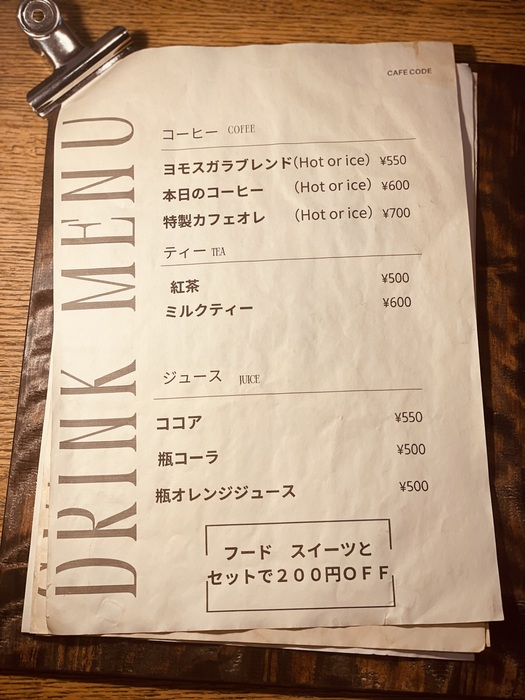 CAFE CODE
DRINK MENU
コーヒー COFEE
ヨモスガラブレンド(Hot or ice) ¥550
本日のコーヒー (Hot or ice) ¥600
特製カフェオレ (Hot or ice) ¥700
ティー TEA
紅茶 ¥500
ミルクティー ¥600
ジュース JUICE
ココア ¥550
瓶コーラ ¥500
瓶オレンジジュース ¥500
フード スイーツと
セットで200円OFF